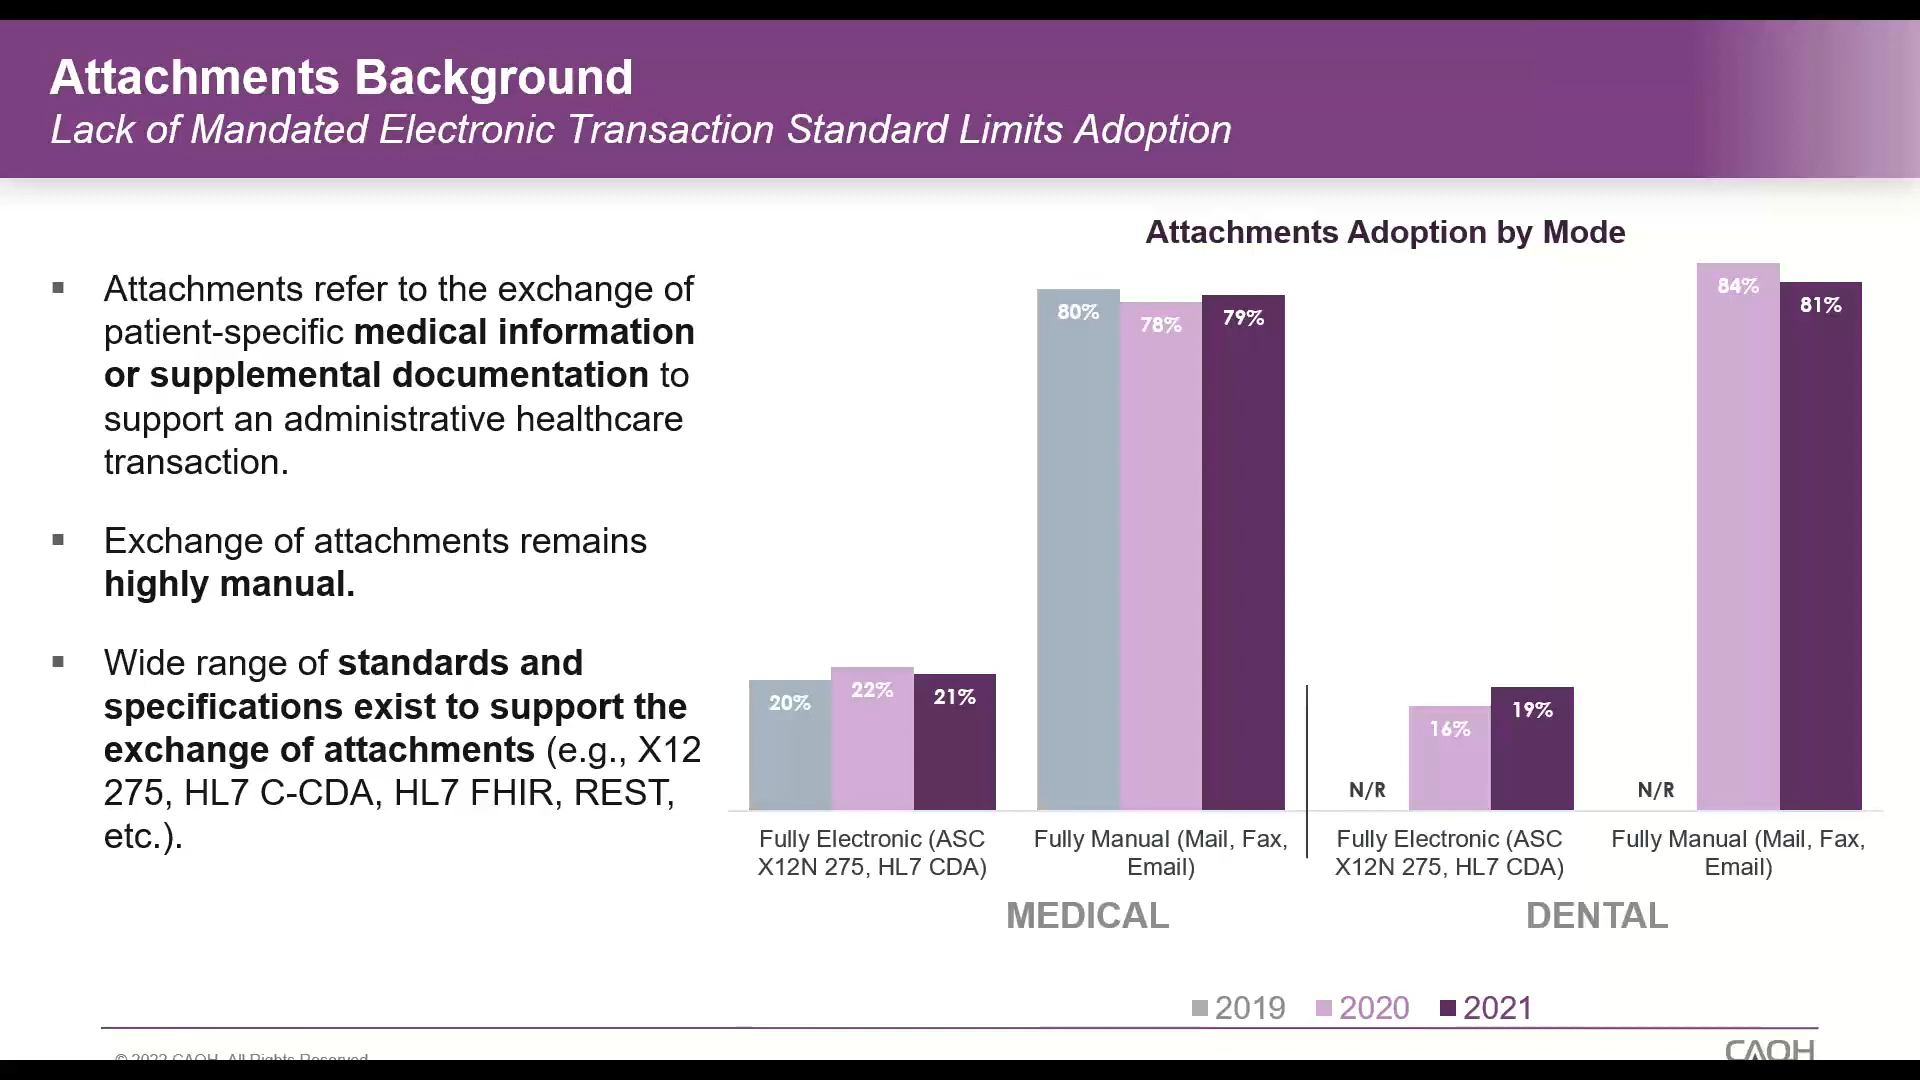 Attachments Background
Lack of Mandated Electronic Transaction Standard Limits Adoption
▪ Attachments refer to the exchange of
patient-specific medical information
or supplemental documentation to
support an administrative healthcare
transaction.
▪ Exchange of attachments remains
highly manual.
▪ Wide range of standards and
specifications exist to support the
exchange of attachments (e.g., X12
275, HL7 C-CDA, HL7 FHIR, REST,
etc.).
Attachments Adoption by Mode
20%
22%
21%
80%
78%
79%
N/R
16%
19%
N/R
84%
81%
Fully Electronic (ASC
X12N 275, HL7 CDA)
Fully Manual (Mail, Fax,
Email)
Fully Electronic (ASC
X12N 275, HL7 CDA)
Fully Manual (Mail, Fax,
Email)
MEDICAL
DENTAL
2019
2020
2021
© 2022 CAQH, All Rights Reserved.
CAQH